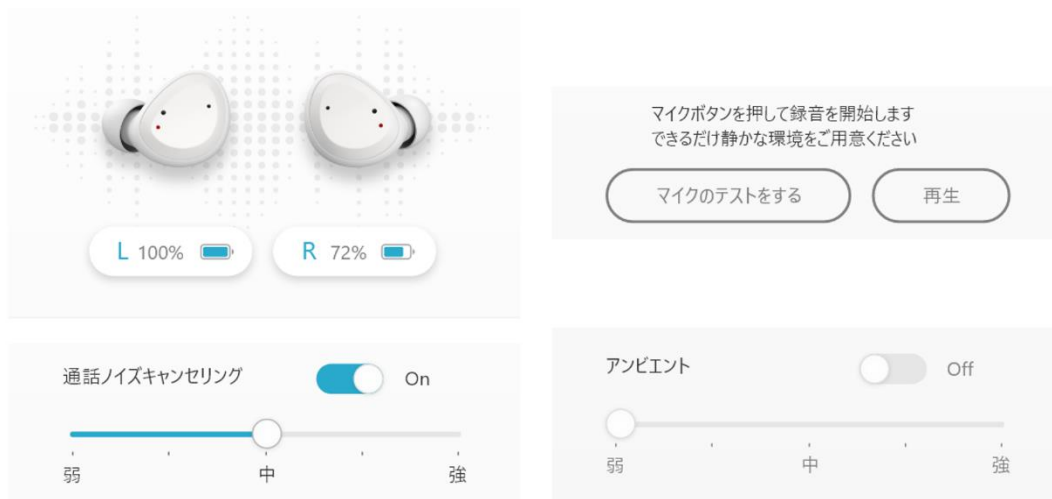 L 100%
R 72%
マイクボタンを押して録音を開始します
できるだけ静かな環境をご用意ください
マイクのテストをする
再生
通話ノイズキャンセリング
On
弱 中 強
アンビエント
Off
弱 中 強